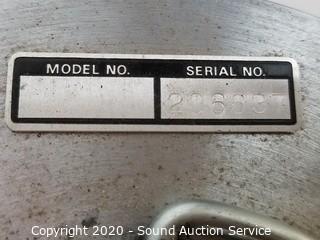 MODEL NO. SERIAL NO.
Copyright © 2020 - Sound Auction Service